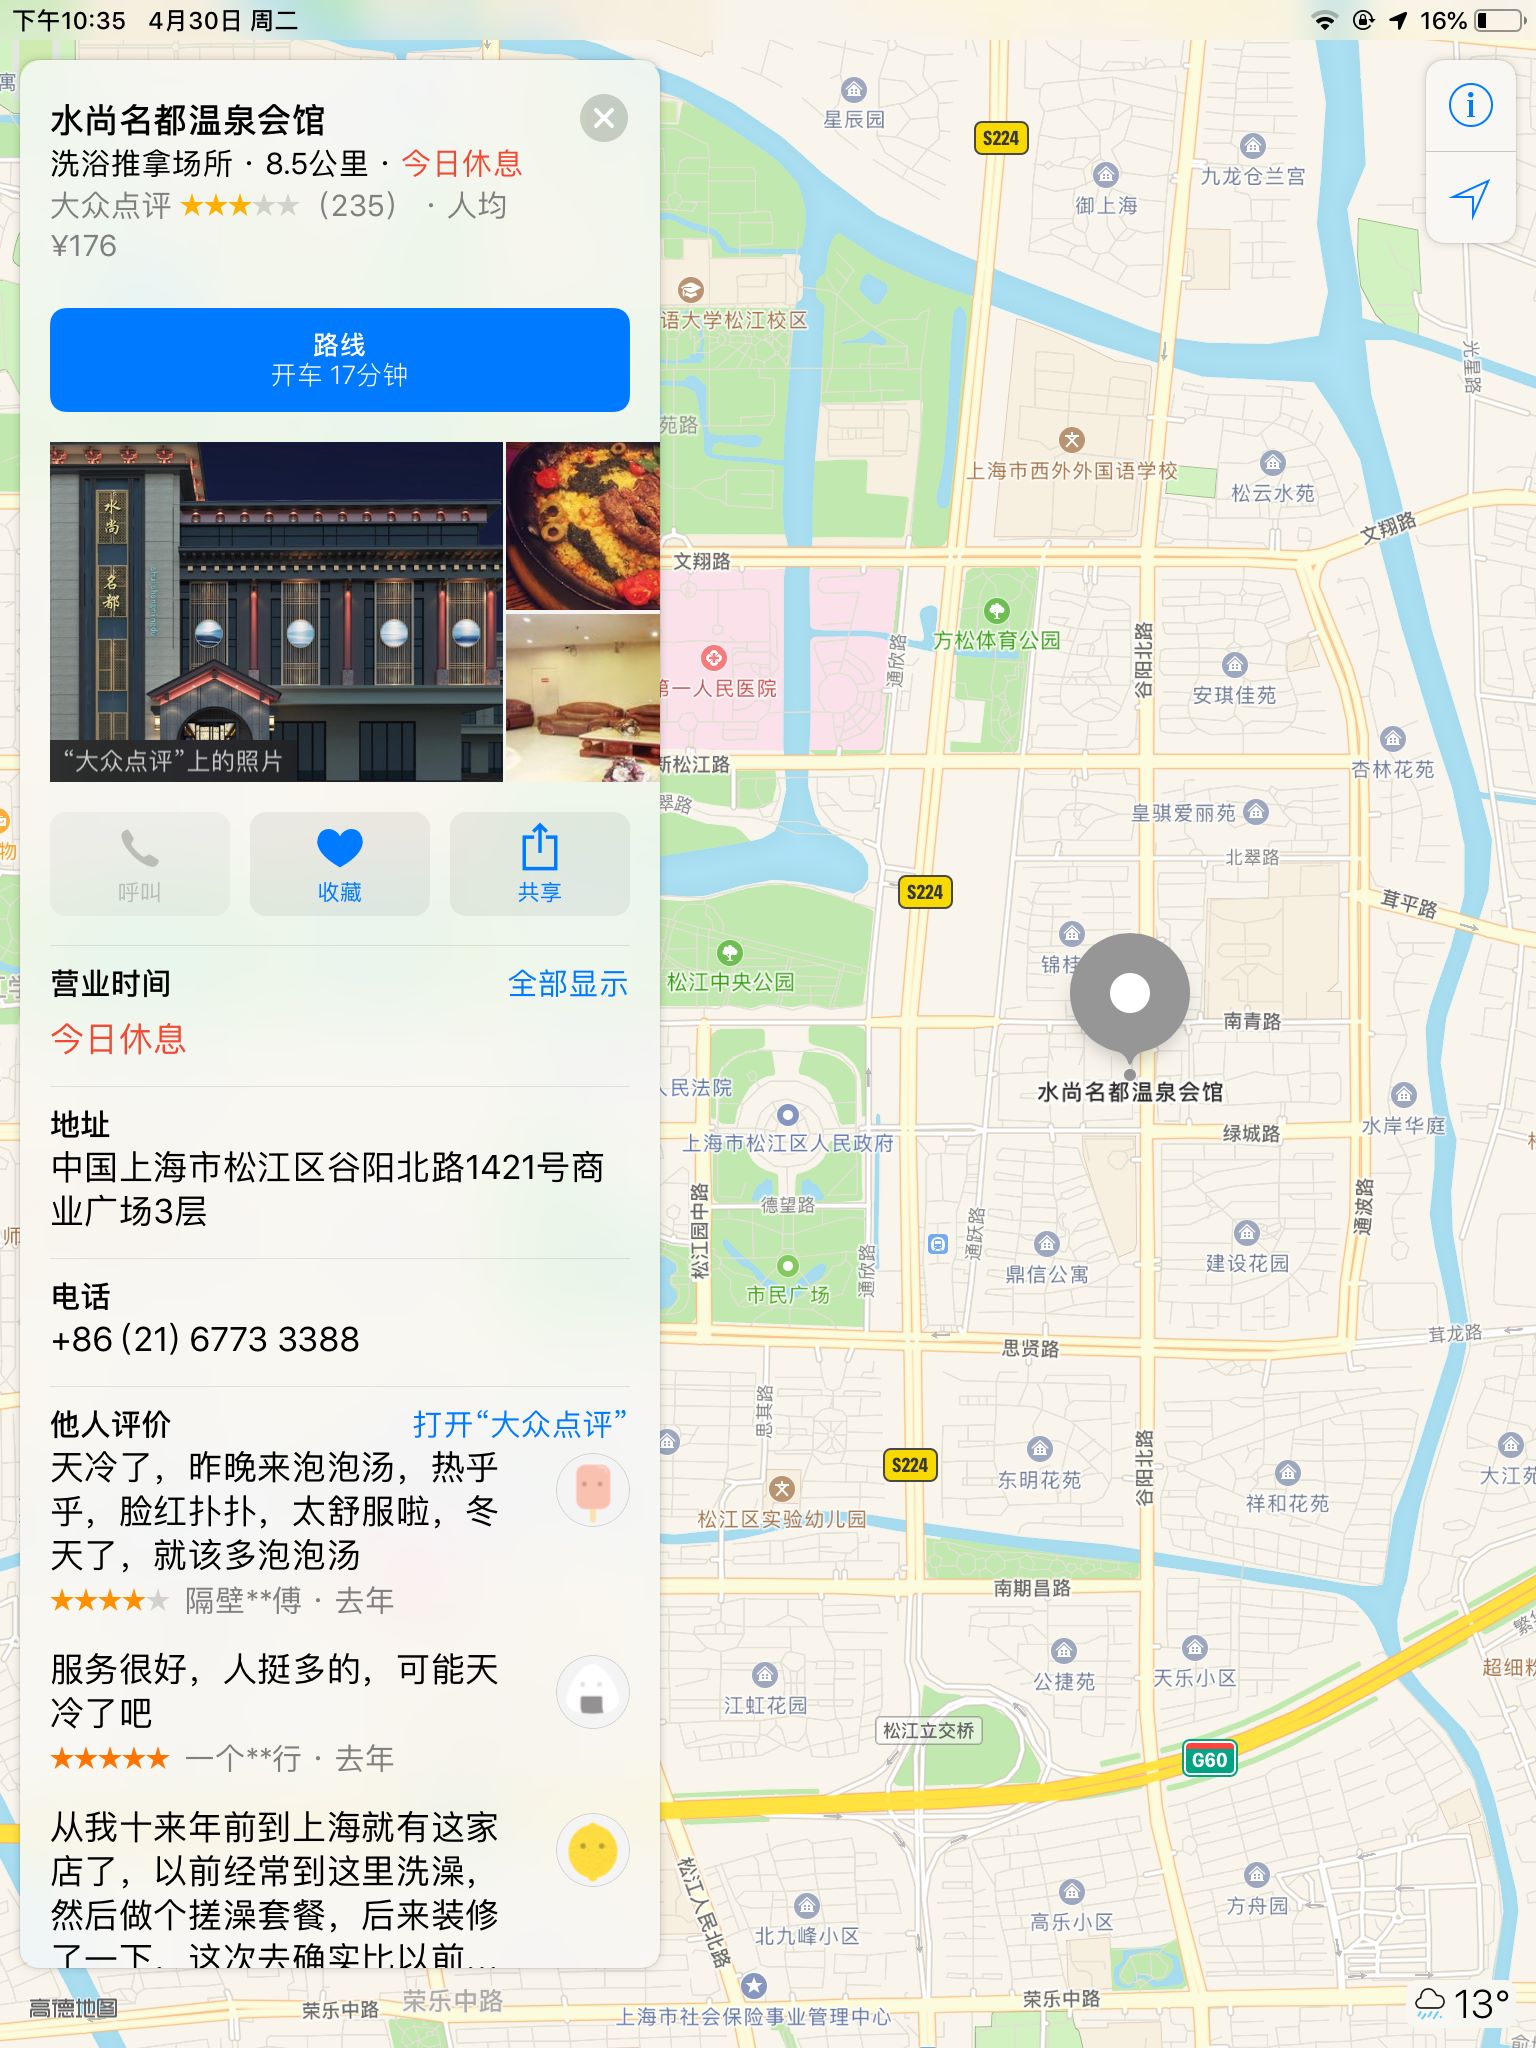 下午10:35 4月30日 周二
16%
水尚名都温泉会馆
洗浴推拿场所 · 8.5公里 · 今日休息
大众点评 ★★★★★ (235) · 人均
¥176
路线
开车 17分钟
水尚名都
“大众点评”上的照片
呼叫
收藏
共享
营业时间
全部显示
今日休息
地址
中国上海市松江区谷阳北路1421号商
业广场3层
电话
+86 (21) 6773 3388
他人评价
打开“大众点评”
天冷了，昨晚来泡泡汤，热乎
乎，脸红扑扑，太舒服啦，冬
天了，就该多泡泡汤
★★★★★ 隔壁**傅 · 去年
服务很好，人挺多的，可能天
冷了吧
★★★★★ 一个**行 · 去年
从我十来年前到上海就有这家
店了，以前经常到这里洗澡，
然后做个搓澡套餐，后来装修
了一下，这次去确实比以前...
高德地图
寓
物
师
星辰园
S224
九龙仓兰宫
御上海
语大学松江校区
光星路
苑路
上海市西外外国语学校
松云水苑
文翔路
文翔路
方松体育公园
通欣路
谷阳北路
第一人民医院
安琪佳苑
新松江路
杏林花苑
翠路
皇骐爱丽苑
北翠路
S224
茸平路
锦桂
松江中央公园
南青路
水尚名都温泉会馆
人民法院
上海市松江区人民政府
绿城路
水岸华庭
德望路
松江园中路
通欣路
通跃路
通波路
鼎信公寓
建设花园
市民广场
思贤路
茸龙路
思其路
S224
东明花苑
谷阳北路
祥和花苑
大江苑
松江区实验幼儿园
南期昌路
公捷苑
天乐小区
超细粉
江虹花园
松江立交桥
G60
松江人民北路
北九峰小区
高乐小区
方舟园
荣乐中路
荣乐中路
荣乐中路
上海市社会保险事业管理中心
13°